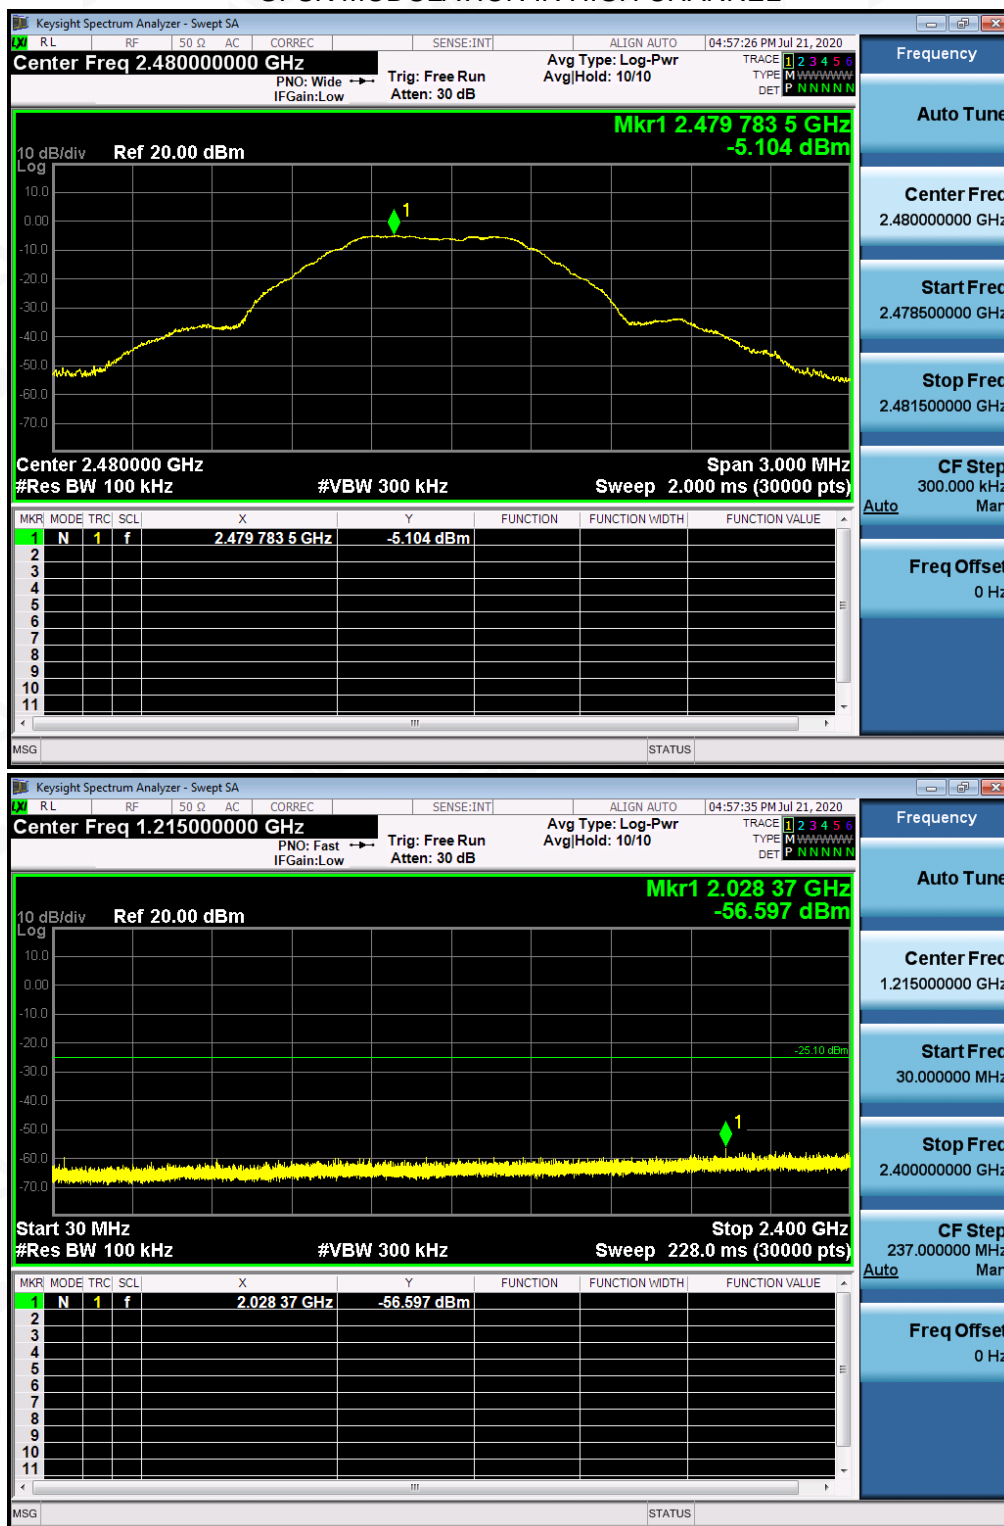 Keysight Spectrum Analyzer - Swept SA
LXI RL RF 50 Ω AC CORREC SENSE:INT ALIGN AUTO 04:57:26 PM Jul 21, 2020
Center Freq 2.480000000 GHz
PNO: Wide
IFGain:Low
Trig: Free Run
Atten: 30 dB
Avg Type: Log-Pwr
Avg|Hold: 10/10
TRACE 1 2 3 4 5 6
TYPE M WWWWW
DET P N N N N N
Mkr1 2.479 783 5 GHz
-5.104 dBm
10 dB/div Ref 20.00 dBm
Log
10.0
0.00
-10.0
-20.0
-30.0
-40.0
-50.0
-60.0
-70.0
1
Center 2.480000 GHz Span 3.000 MHz
#Res BW 100 kHz #VBW 300 kHz Sweep 2.000 ms (30000 pts)
MKR MODE TRC SCL X Y FUNCTION FUNCTION WIDTH FUNCTION VALUE
1 N 1 f 2.479 783 5 GHz -5.104 dBm
2
3
4
5
6
7
8
9
10
11
MSG STATUS
Frequency
Auto Tune
Center Freq
2.480000000 GHz
Start Freq
2.478500000 GHz
Stop Freq
2.481500000 GHz
CF Step
300.000 kHz
Auto Man
Freq Offset
0 Hz
Keysight Spectrum Analyzer - Swept SA
LXI RL RF 50 Ω AC CORREC SENSE:INT ALIGN AUTO 04:57:35 PM Jul 21, 2020
Center Freq 1.215000000 GHz
PNO: Fast
IFGain:Low
Trig: Free Run
Atten: 30 dB
Avg Type: Log-Pwr
Avg|Hold: 10/10
TRACE 1 2 3 4 5 6
TYPE M WWWWW
DET P N N N N N
Mkr1 2.028 37 GHz
-56.597 dBm
10 dB/div Ref 20.00 dBm
Log
10.0
0.00
-10.0
-20.0
-30.0
-40.0
-50.0
-60.0
-70.0
-25.10 dBm
1
Start 30 MHz Stop 2.400 GHz
#Res BW 100 kHz #VBW 300 kHz Sweep 228.0 ms (30000 pts)
MKR MODE TRC SCL X Y FUNCTION FUNCTION WIDTH FUNCTION VALUE
1 N 1 f 2.028 37 GHz -56.597 dBm
2
3
4
5
6
7
8
9
10
11
MSG STATUS
Frequency
Auto Tune
Center Freq
1.215000000 GHz
Start Freq
30.000000 MHz
Stop Freq
2.400000000 GHz
CF Step
237.000000 MHz
Auto Man
Freq Offset
0 Hz